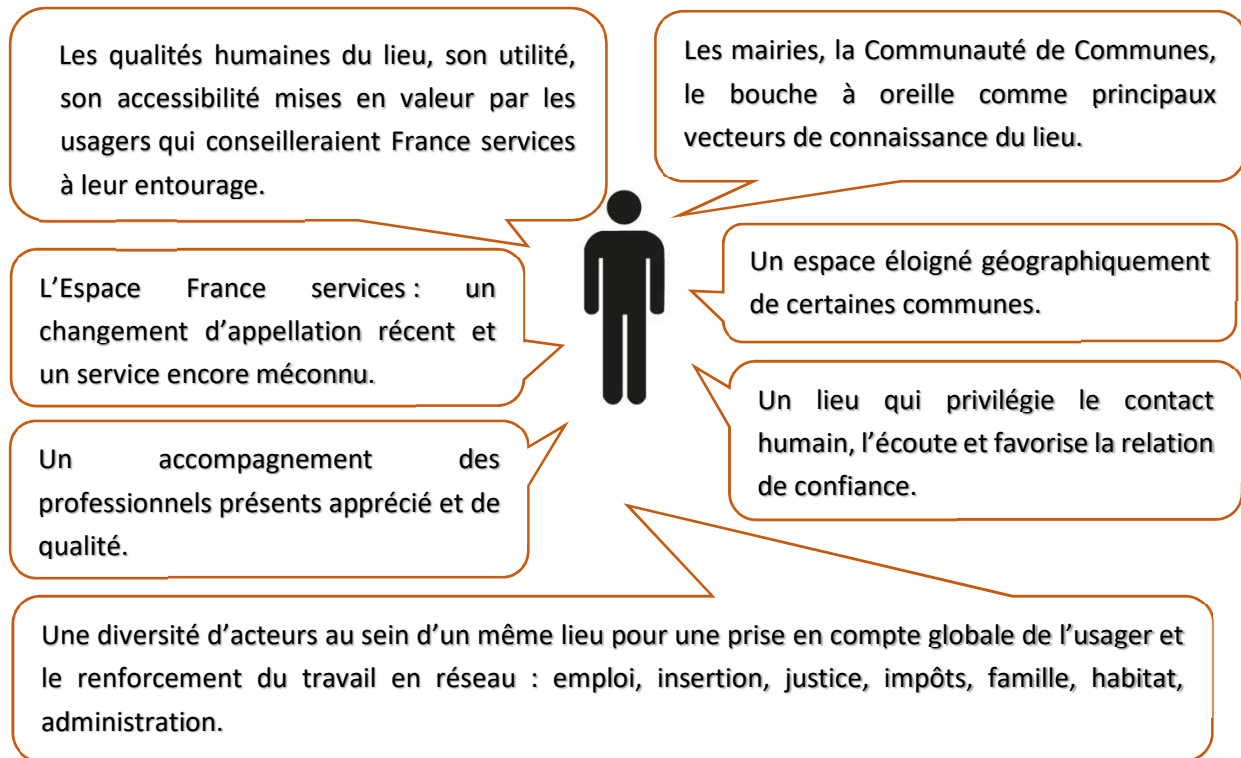 Les qualités humaines du lieu, son utilité,
son accessibilité mises en valeur par les
usagers qui conseilleraient France services
à leur entourage.
Les mairies, la Communauté de Communes,
le bouche à oreille comme principaux
vecteurs de connaissance du lieu.
L'Espace France services : un
changement d'appellation récent et
un service encore méconnu.
Un espace éloigné géographiquement
de certaines communes.
Un accompagnement des
professionnels présents apprécié et de
qualité.
Un lieu qui privilégie le contact
humain, l'écoute et favorise la relation
de confiance.
Une diversité d'acteurs au sein d'un même lieu pour une prise en compte globale de l'usager et
le renforcement du travail en réseau : emploi, insertion, justice, impôts, famille, habitat,
administration.